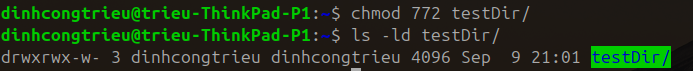 dinhcongtrieu@trieu-ThinkPad-P1:~$ chmod 772 testDir/
dinhcongtrieu@trieu-ThinkPad-P1:~$ ls -ld testDir/
drwxrwx-w- 3 dinhcongtrieu dinhcongtrieu 4096 Sep  9 21:01 testDir/